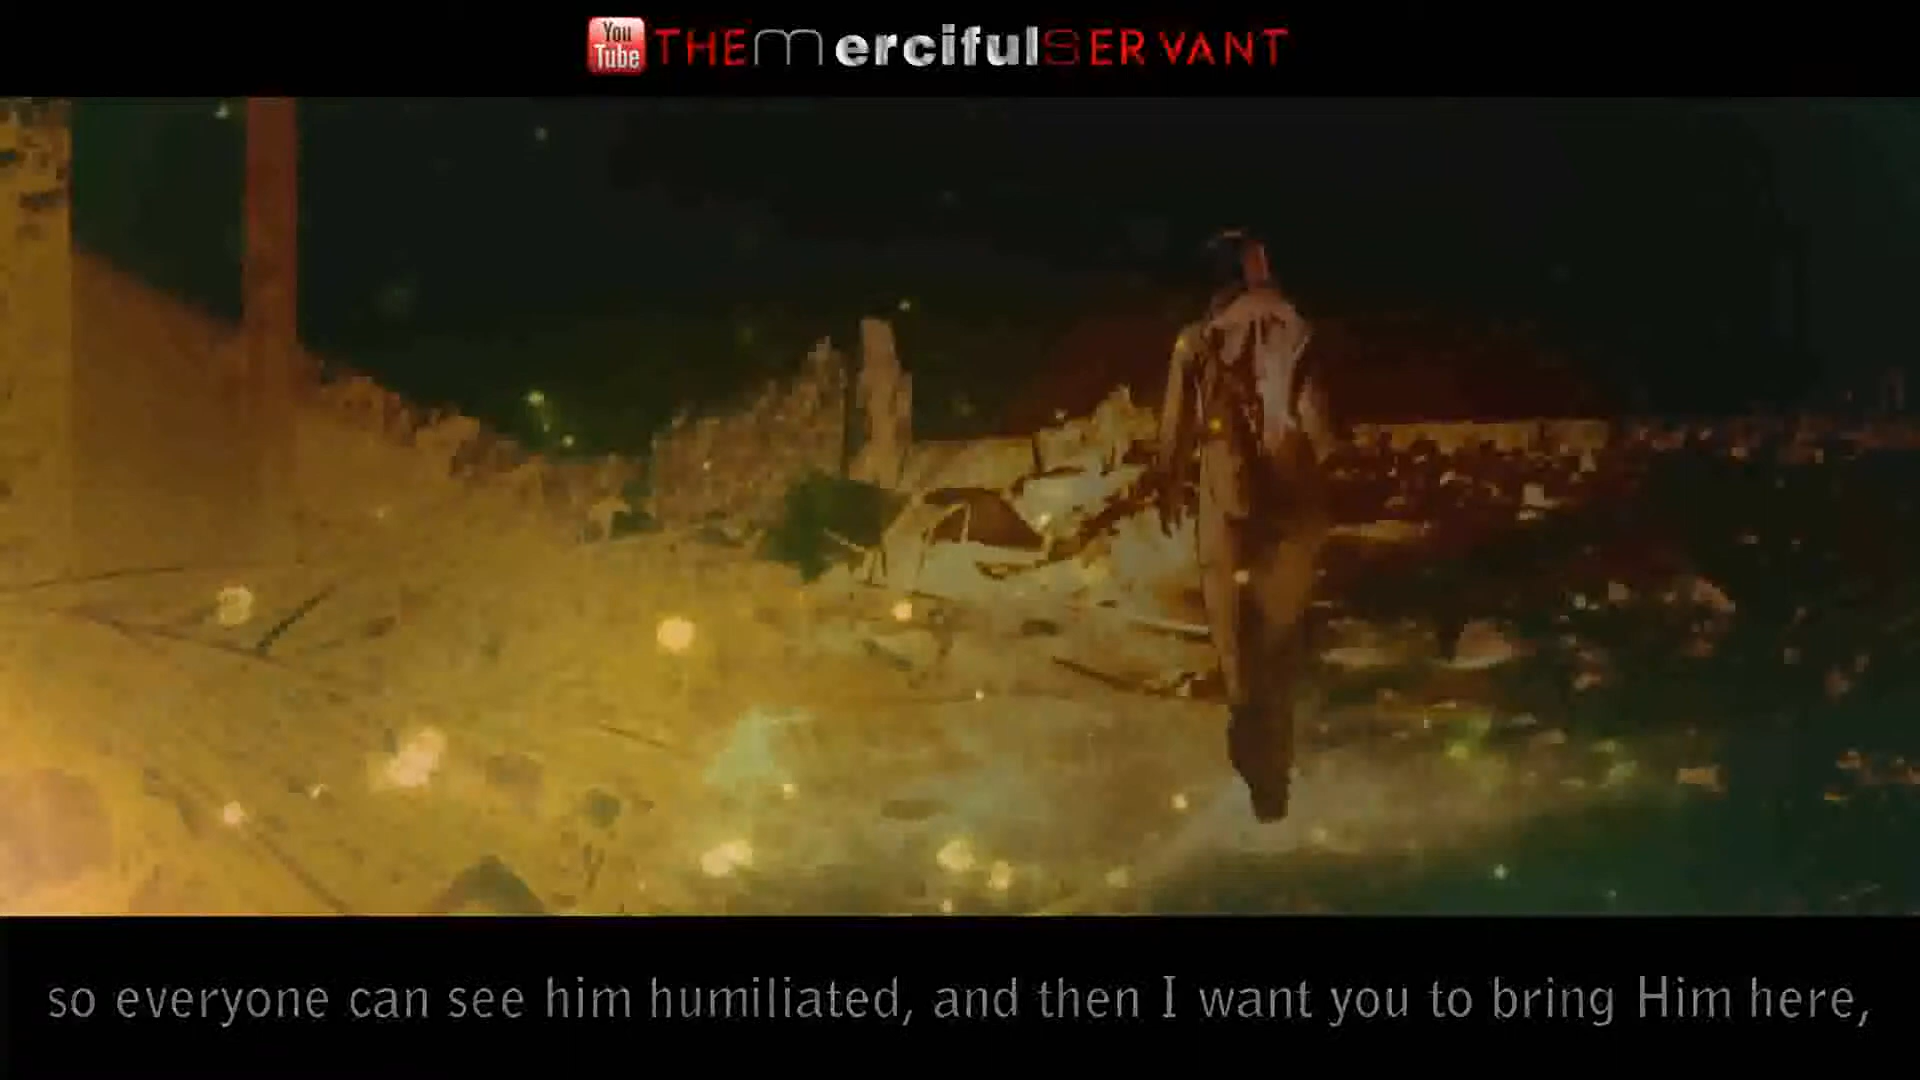 You Tube THEmercifulSERVANT
so everyone can see him humiliated, and then I want you to bring Him here,